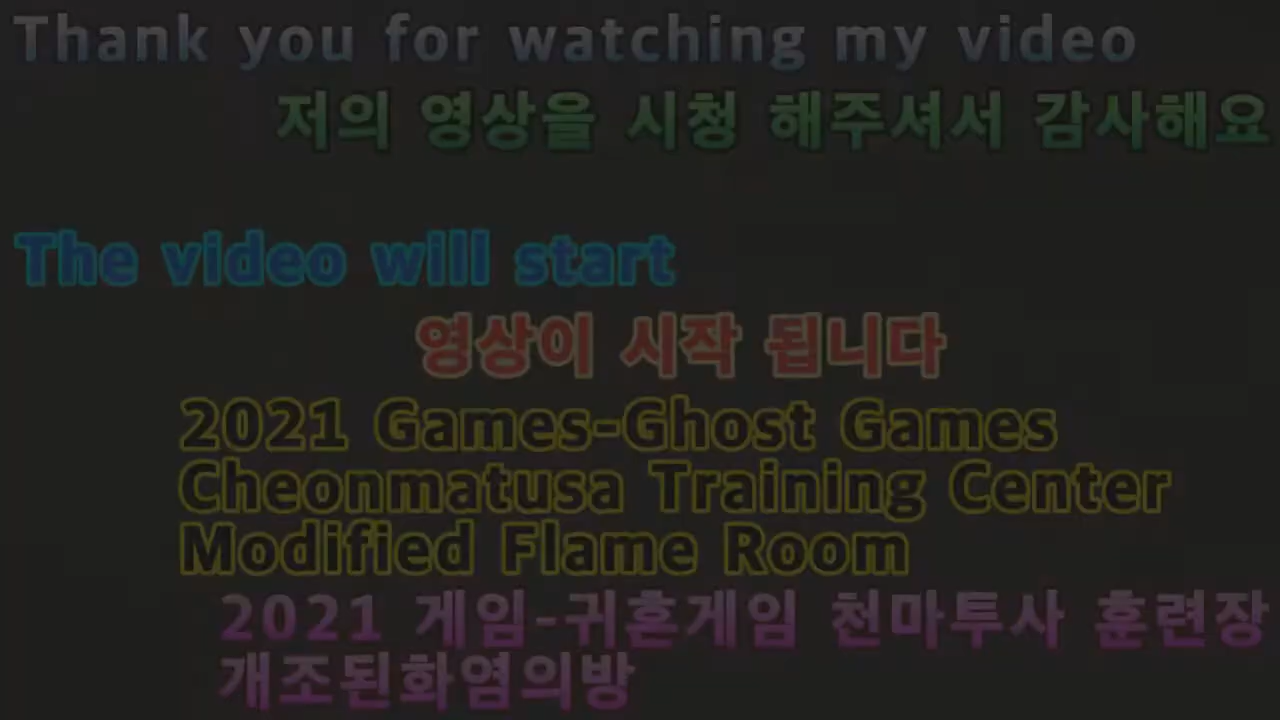 Thank you for watching my video
저의 영상을 시청 해주셔서 감사해요
The video will start
영상이 시작 됩니다
2021 Games-Ghost Games
Cheonmatusa Training Center
Modified Flame Room
2021 게임-귀혼게임 천마투사 훈련장
개조된화염의방